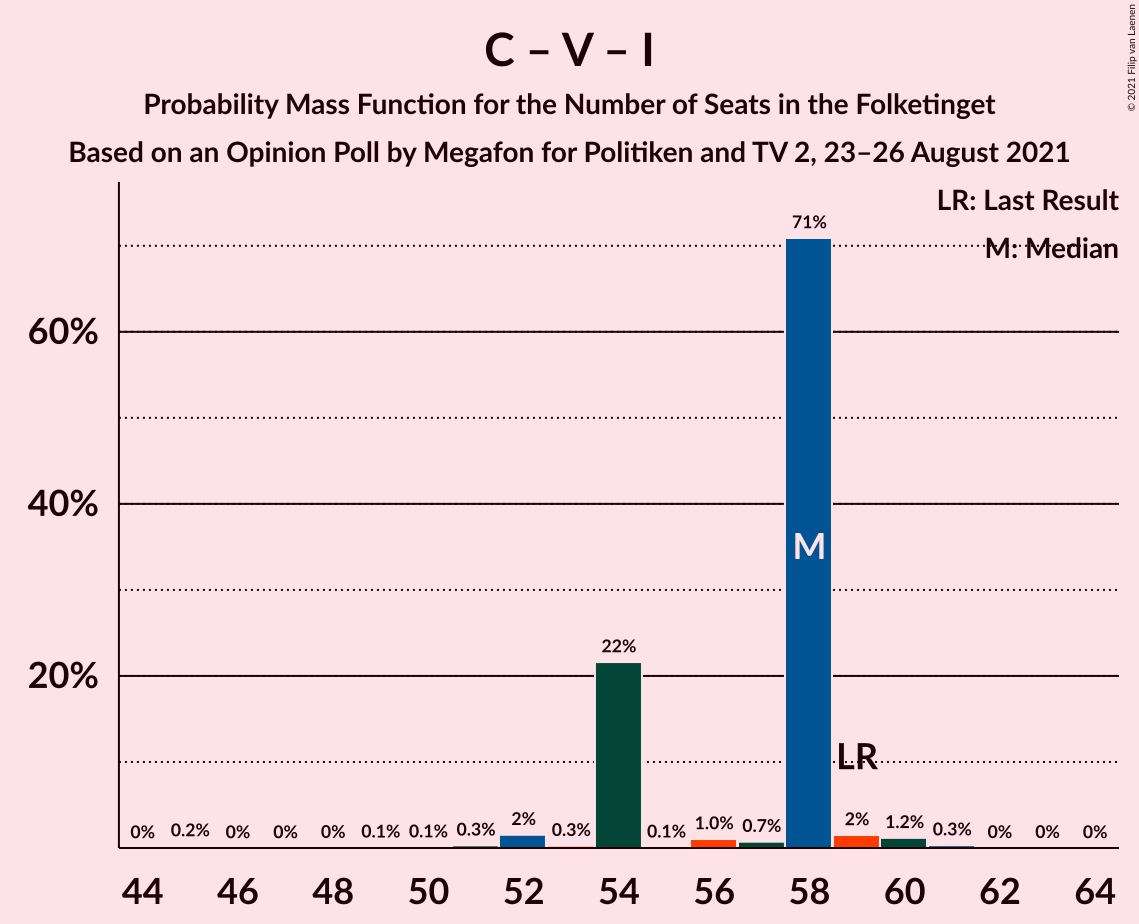 C – V – I
Probability Mass Function for the Number of Seats in the Folketinget
Based on an Opinion Poll by Megafon for Politiken and TV 2, 23–26 August 2021
© 2021 Filip van Laenen
LR: Last Result
M: Median
71%
60%
40%
M
22%
20%
LR
0%
0.2%
0%
0%
0%
0.1%
0.1%
0.3%
2%
0.3%
0.1%
1.0%
0.7%
2%
1.2%
0.3%
0%
0%
0%
44 46 48 50 52 54 56 58 60 62 64